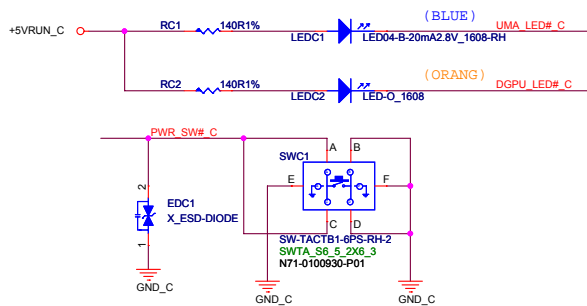 (BLUE)
+5VRUN_C
RC1
140R1%
LEDC1
LED04-B-20mA2.8V_1608-RH
UMA_LED#_C
(ORANG)
RC2
140R1%
LEDC2
LED-O_1608
DGPU_LED#_C
PWR_SW#_C
A
B
SWC1
E
F
2
EDC1
X_ESD-DIODE
1
C
D
SW-TACTB1-6PS-RH-2
SWTA_S6_5_2X6_3
N71-0100930-P01
GND_C
GND_C
GND_C